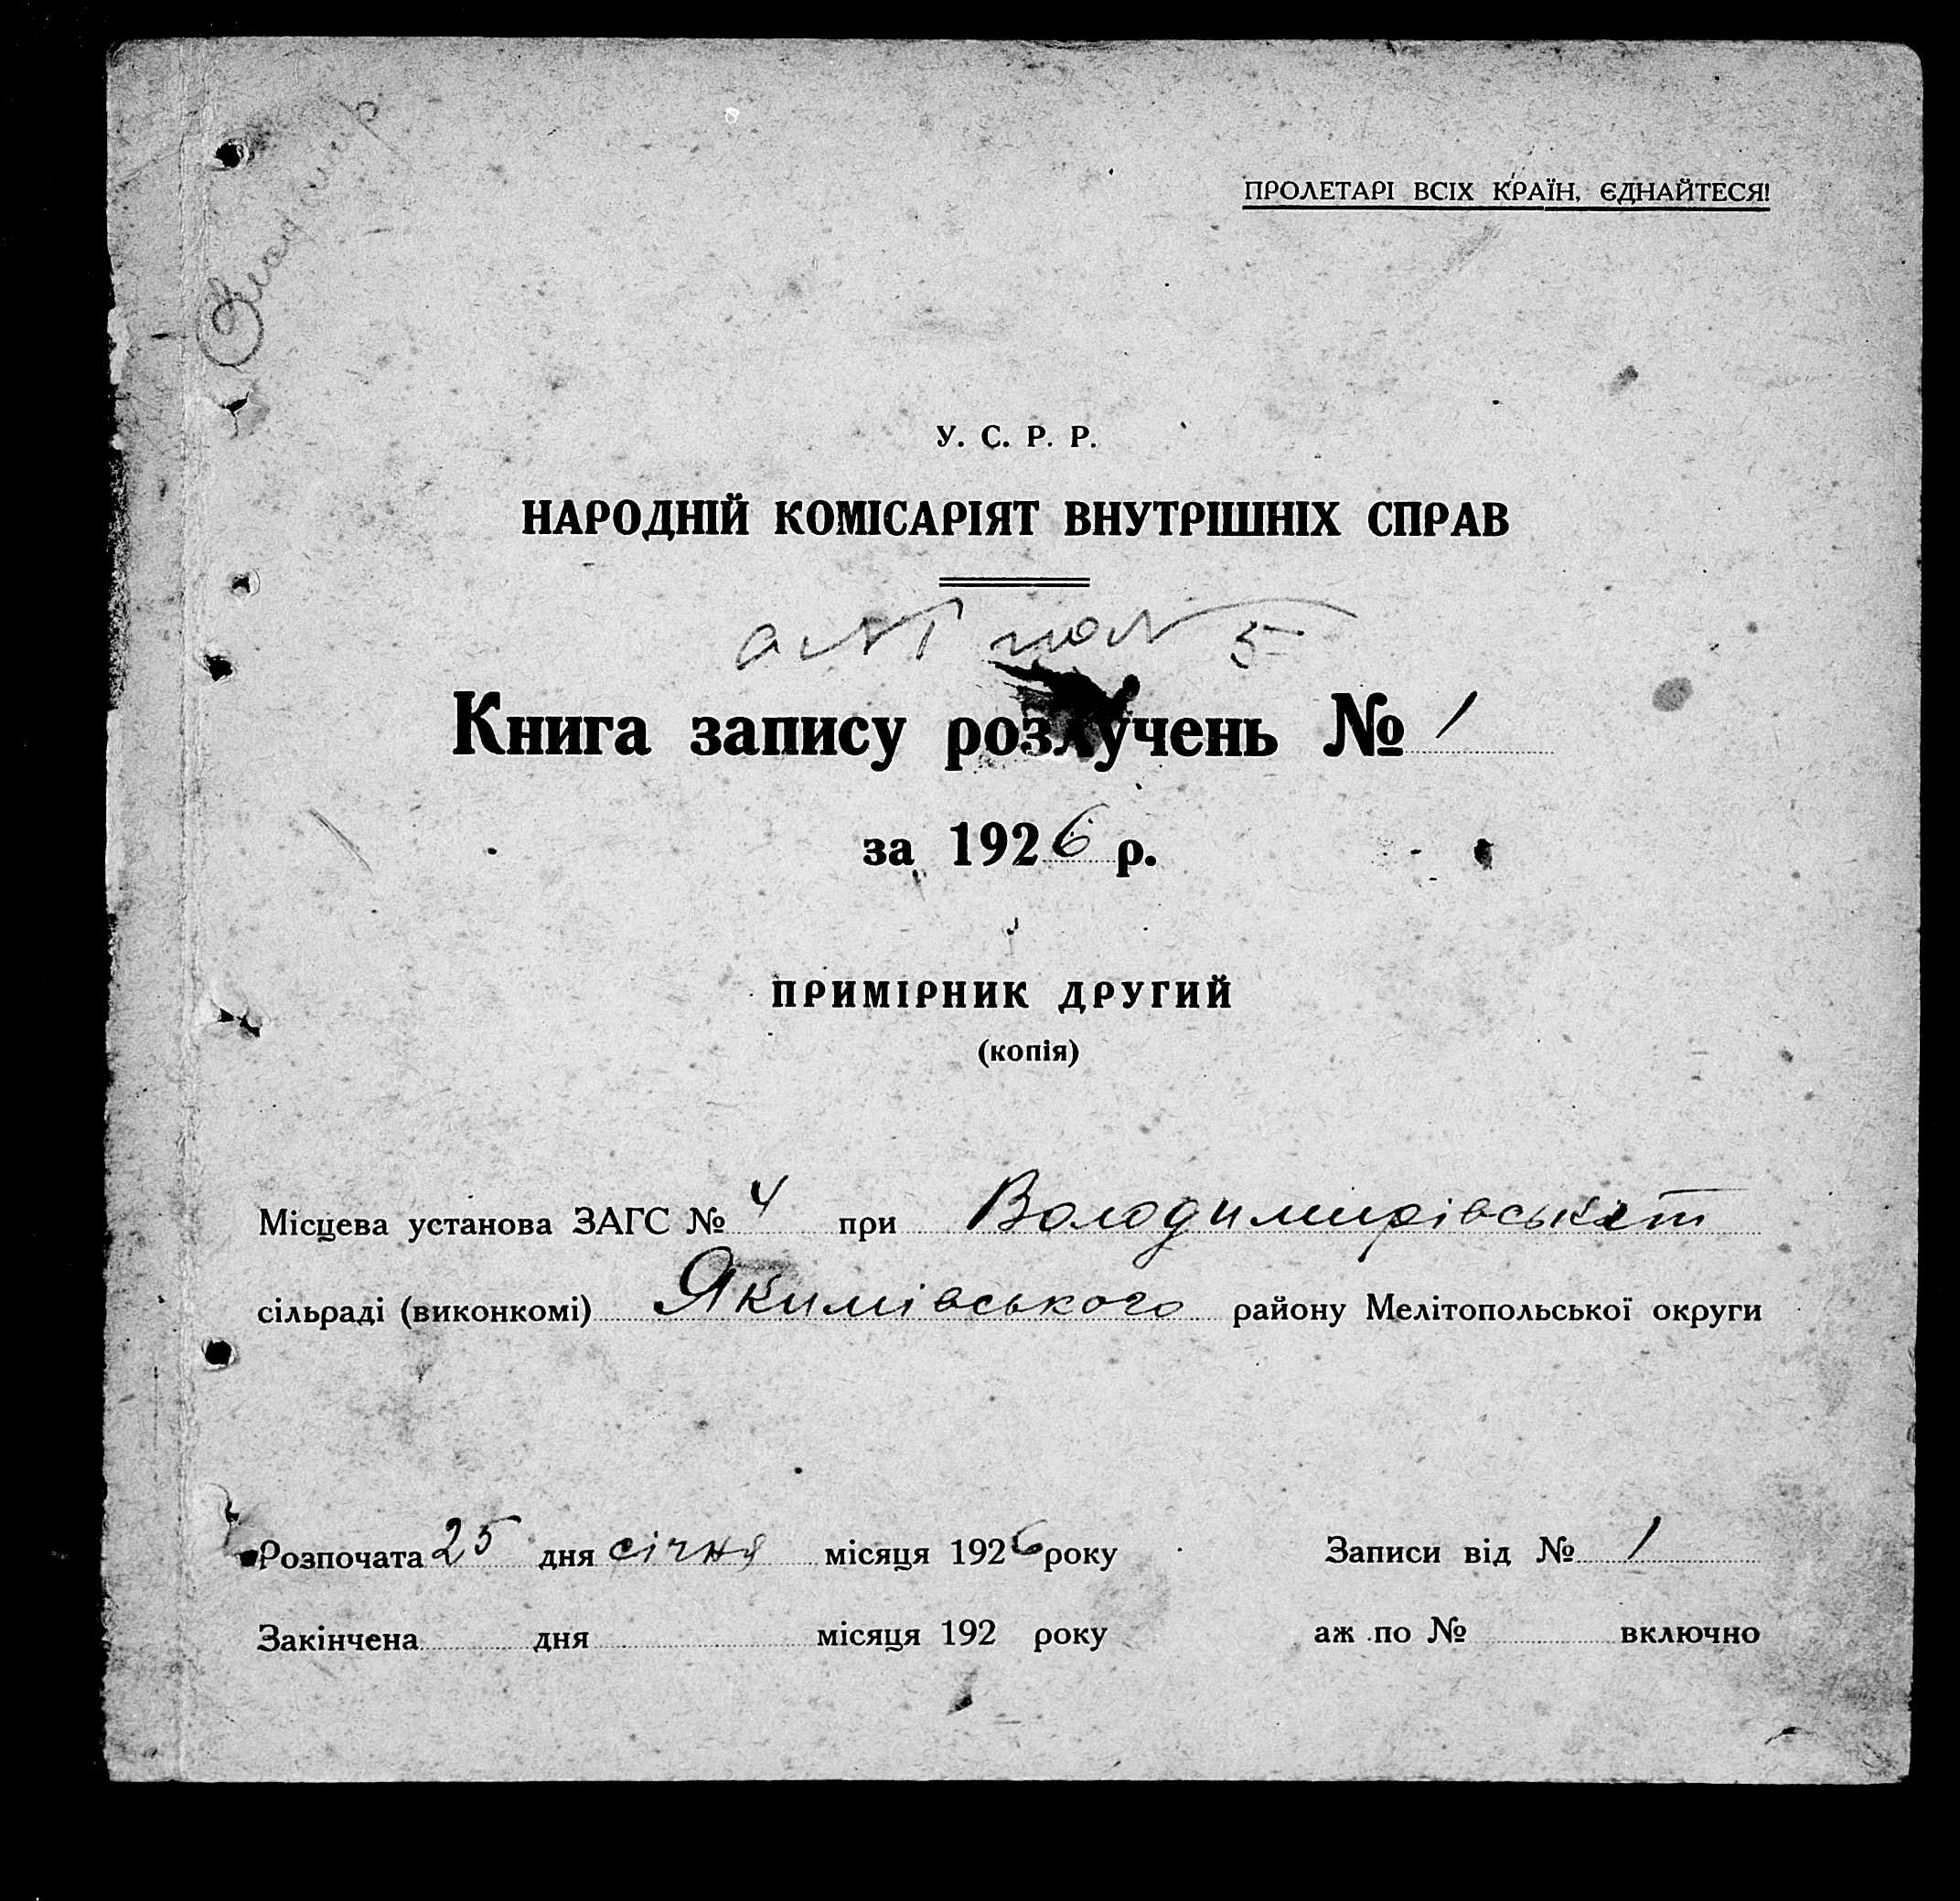 ПРОЛЕТАРІ ВСІХ КРАЇН, ЄДНАЙТЕСЯ!
У. С. Р. Р.
НАРОДНІЙ КОМІСАРІЯТ ВНУТРІШНІХ СПРАВ
5
Книга запису розлучень № 1
за 1926 р.
ПРИМІРНИК ДРУГИЙ
(копія)
Місцева установа ЗАГС № 4 при
сільраді (виконкомі) Якимівського району Мелітопольської округи
Розпочата 25 дня січня місяця 1926 року Записи від № 1
Закінчена дня місяця 192 року аж по № включно